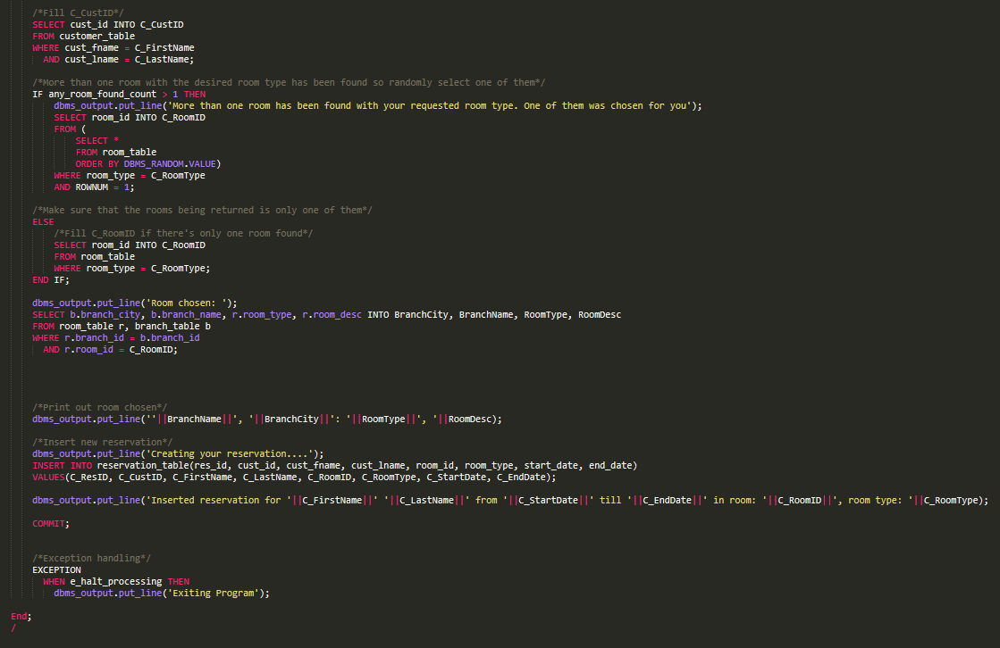 /*Fill C_CustID*/
SELECT cust_id INTO C_CustID
FROM customer_table
WHERE cust_fname = C_FirstName
AND cust_lname = C_LastName;
/*More than one room with the desired room type has been found so randomly select one of them*/
IF any_room_found_count > 1 THEN
dbms_output.put_line('More than one room has been found with your requested room type. One of them was chosen for you');
SELECT room_id INTO C_RoomID
FROM (
SELECT *
FROM room_table
ORDER BY DBMS_RANDOM.VALUE)
WHERE room_type = C_RoomType
AND ROWNUM = 1;
/*Make sure that the rooms being returned is only one of them*/
ELSE
/*Fill C_RoomID if there's only one room found*/
SELECT room_id INTO C_RoomID
FROM room_table
WHERE room_type = C_RoomType;
END IF;
dbms_output.put_line('Room chosen: ');
SELECT b.branch_city, b.branch_name, r.room_type, r.room_desc INTO BranchCity, BranchName, RoomType, RoomDesc
FROM room_table r, branch_table b
WHERE r.branch_id = b.branch_id
AND r.room_id = C_RoomID;
/*Print out room chosen*/
dbms_output.put_line(''||BranchName||', '||BranchCity||': '||RoomType||', '||RoomDesc);
/*Insert new reservation*/
dbms_output.put_line('Creating your reservation....');
INSERT INTO reservation_table(res_id, cust_id, cust_fname, cust_lname, room_id, room_type, start_date, end_date)
VALUES(C_ResID, C_CustID, C_FirstName, C_LastName, C_RoomID, C_RoomType, C_StartDate, C_EndDate);
dbms_output.put_line('Inserted reservation for '||C_FirstName||' '||C_LastName||' from '||C_StartDate||' till '||C_EndDate||' in room: '||C_RoomID||', room type: '||C_RoomType);
COMMIT;
/*Exception handling*/
EXCEPTION
WHEN e_halt_processing THEN
dbms_output.put_line('Exiting Program');
End;
/